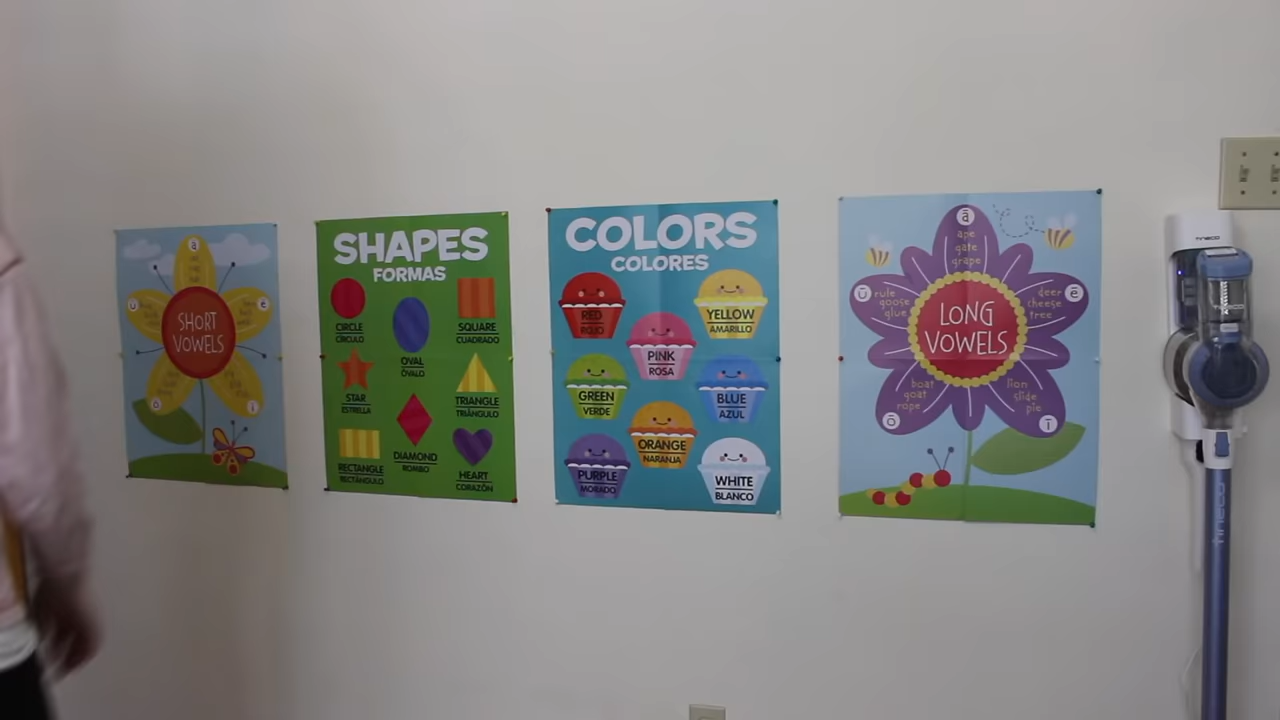 SHORT
VOWELS
SHAPES
FORMAS
CIRCLE
CÍRCULO
OVAL
ÓVALO
SQUARE
CUADRADO
STAR
ESTRELLA
TRIANGLE
TRIÁNGULO
DIAMOND
ROMBO
RECTANGLE
RECTÁNGULO
HEART
CORAZÓN
COLORS
COLORES
RED
ROJO
YELLOW
AMARILLO
PINK
ROSA
GREEN
VERDE
BLUE
AZUL
ORANGE
NARANJA
PURPLE
MORADO
WHITE
BLANCO
ā
ape
gate
grape
ū
rule
goose
glue
deer
cheese
tree
ē
LONG
VOWELS
boat
goat
rope
ō
lion
slide
pie
ī
tineco
tineco